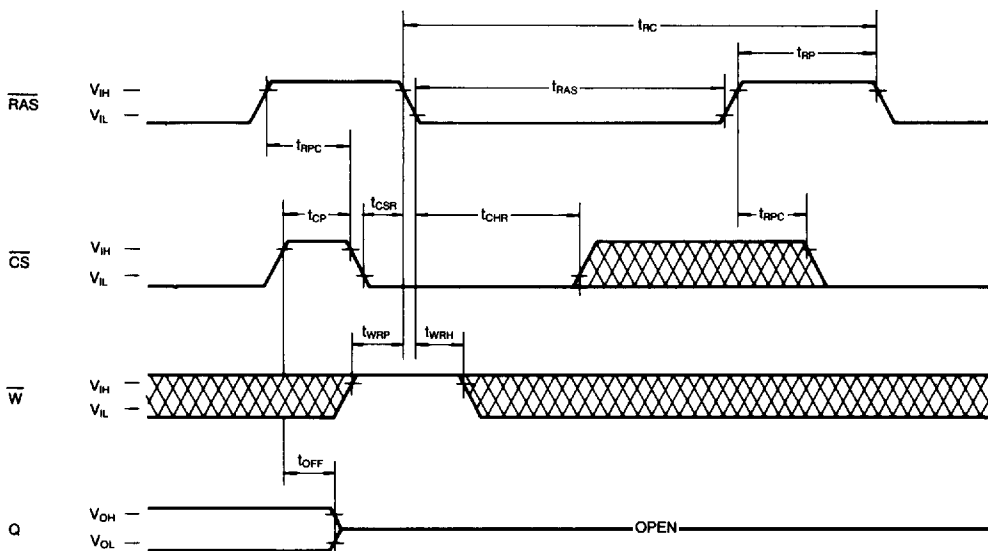 tRC
tRP
RAS
VIH
VIL
tRAS
tRPC
tCP
tCSR
tCHR
tRPC
CS
VIH
VIL
tWRP
tWRH
W
VIH
VIL
tOFF
Q
VOH
VOL
OPEN